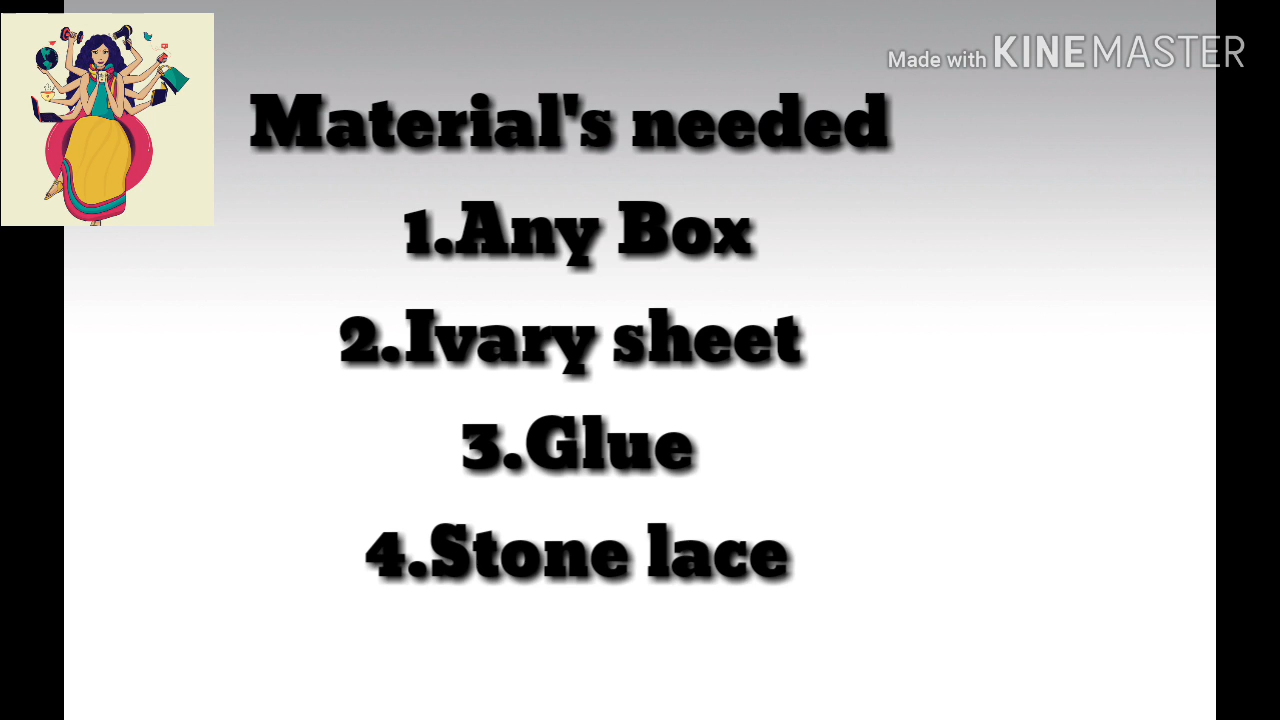 Made with KINEMASTER
Material's needed
1.Any Box
2.Ivary sheet
3.Glue
4.Stone lace